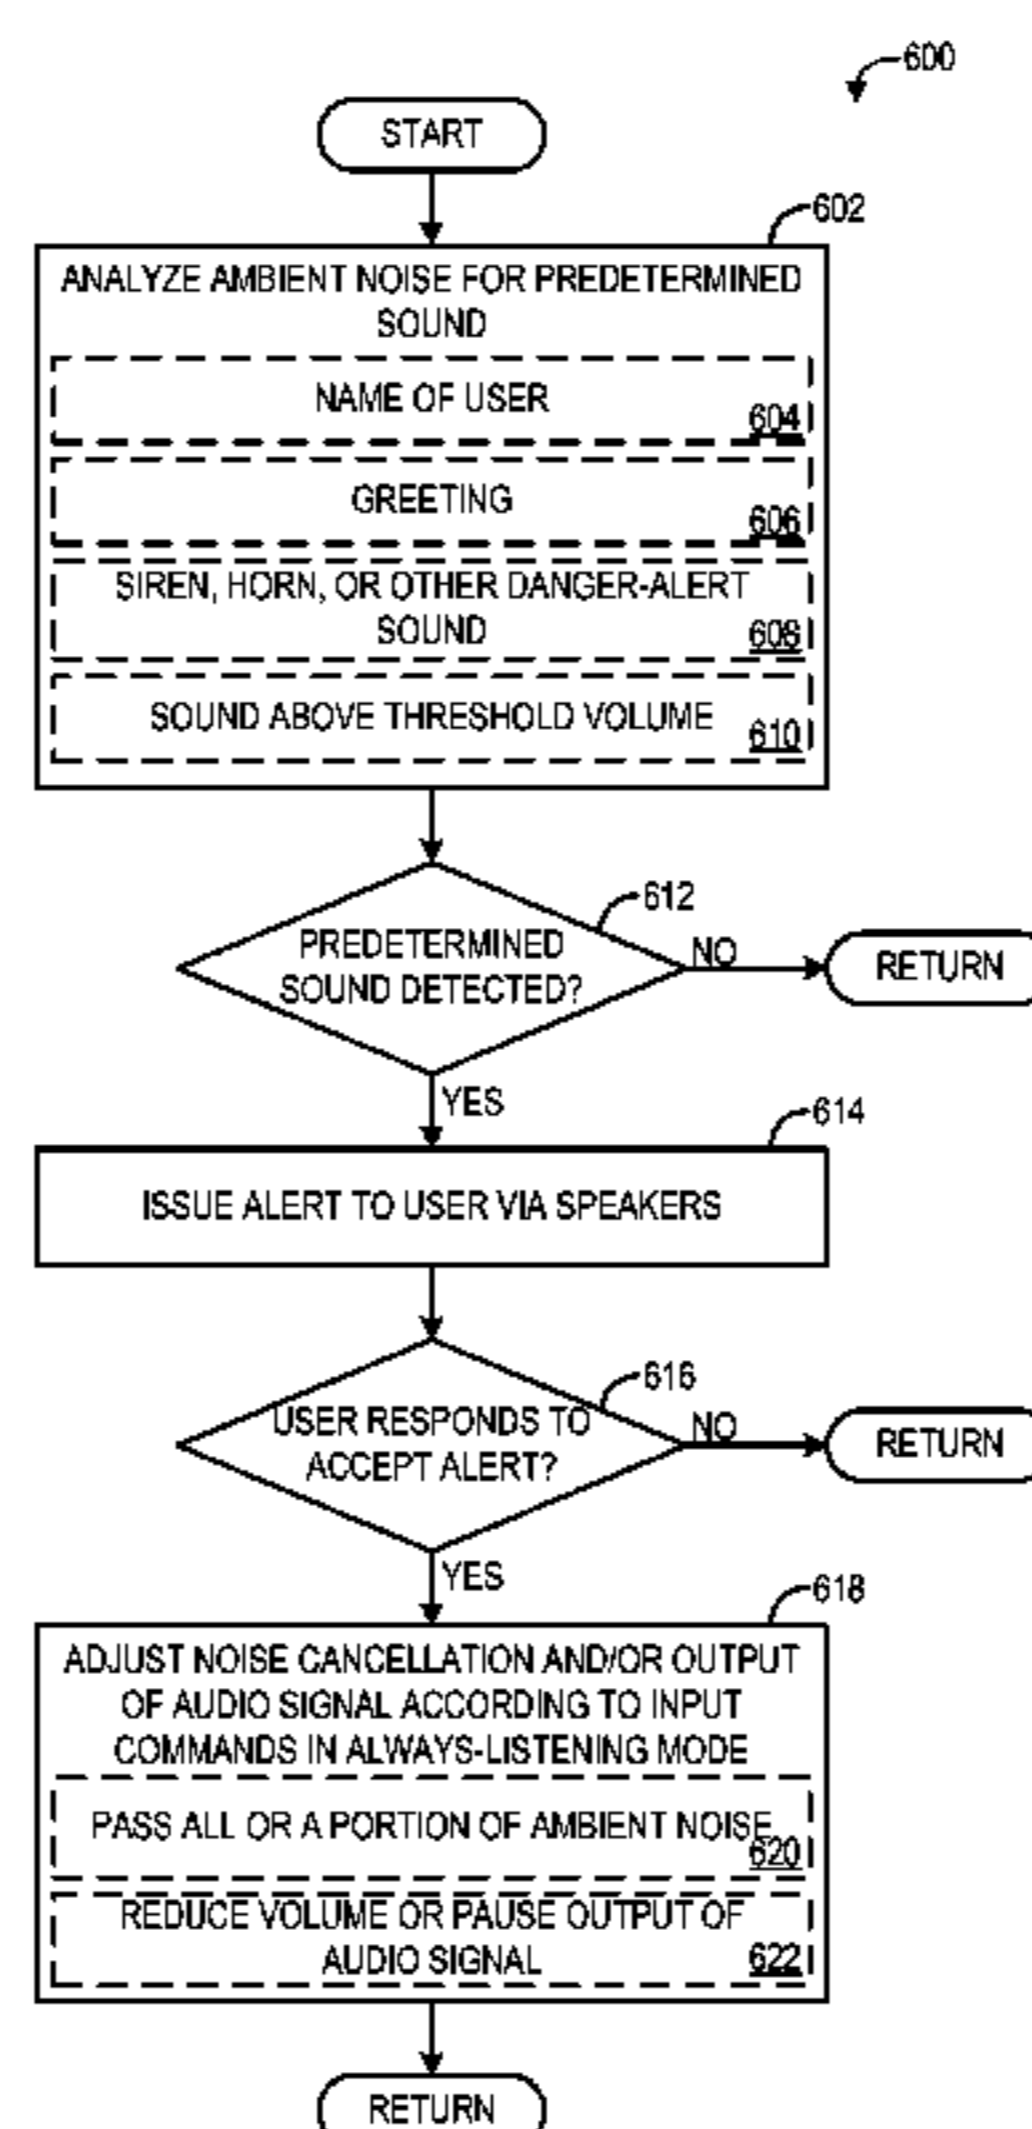 600
START
602
ANALYZE AMBIENT NOISE FOR PREDETERMINED
SOUND
NAME OF USER
604
GREETING
606
SIREN, HORN, OR OTHER DANGER-ALERT
SOUND
608
SOUND ABOVE THRESHOLD VOLUME
610
612
PREDETERMINED
SOUND DETECTED?
NO
RETURN
YES
614
ISSUE ALERT TO USER VIA SPEAKERS
616
USER RESPONDS TO
ACCEPT ALERT?
NO
RETURN
YES
618
ADJUST NOISE CANCELLATION AND/OR OUTPUT
OF AUDIO SIGNAL ACCORDING TO INPUT
COMMANDS IN ALWAYS-LISTENING MODE
PASS ALL OR A PORTION OF AMBIENT NOISE
620
REDUCE VOLUME OR PAUSE OUTPUT OF
AUDIO SIGNAL
622
RETURN